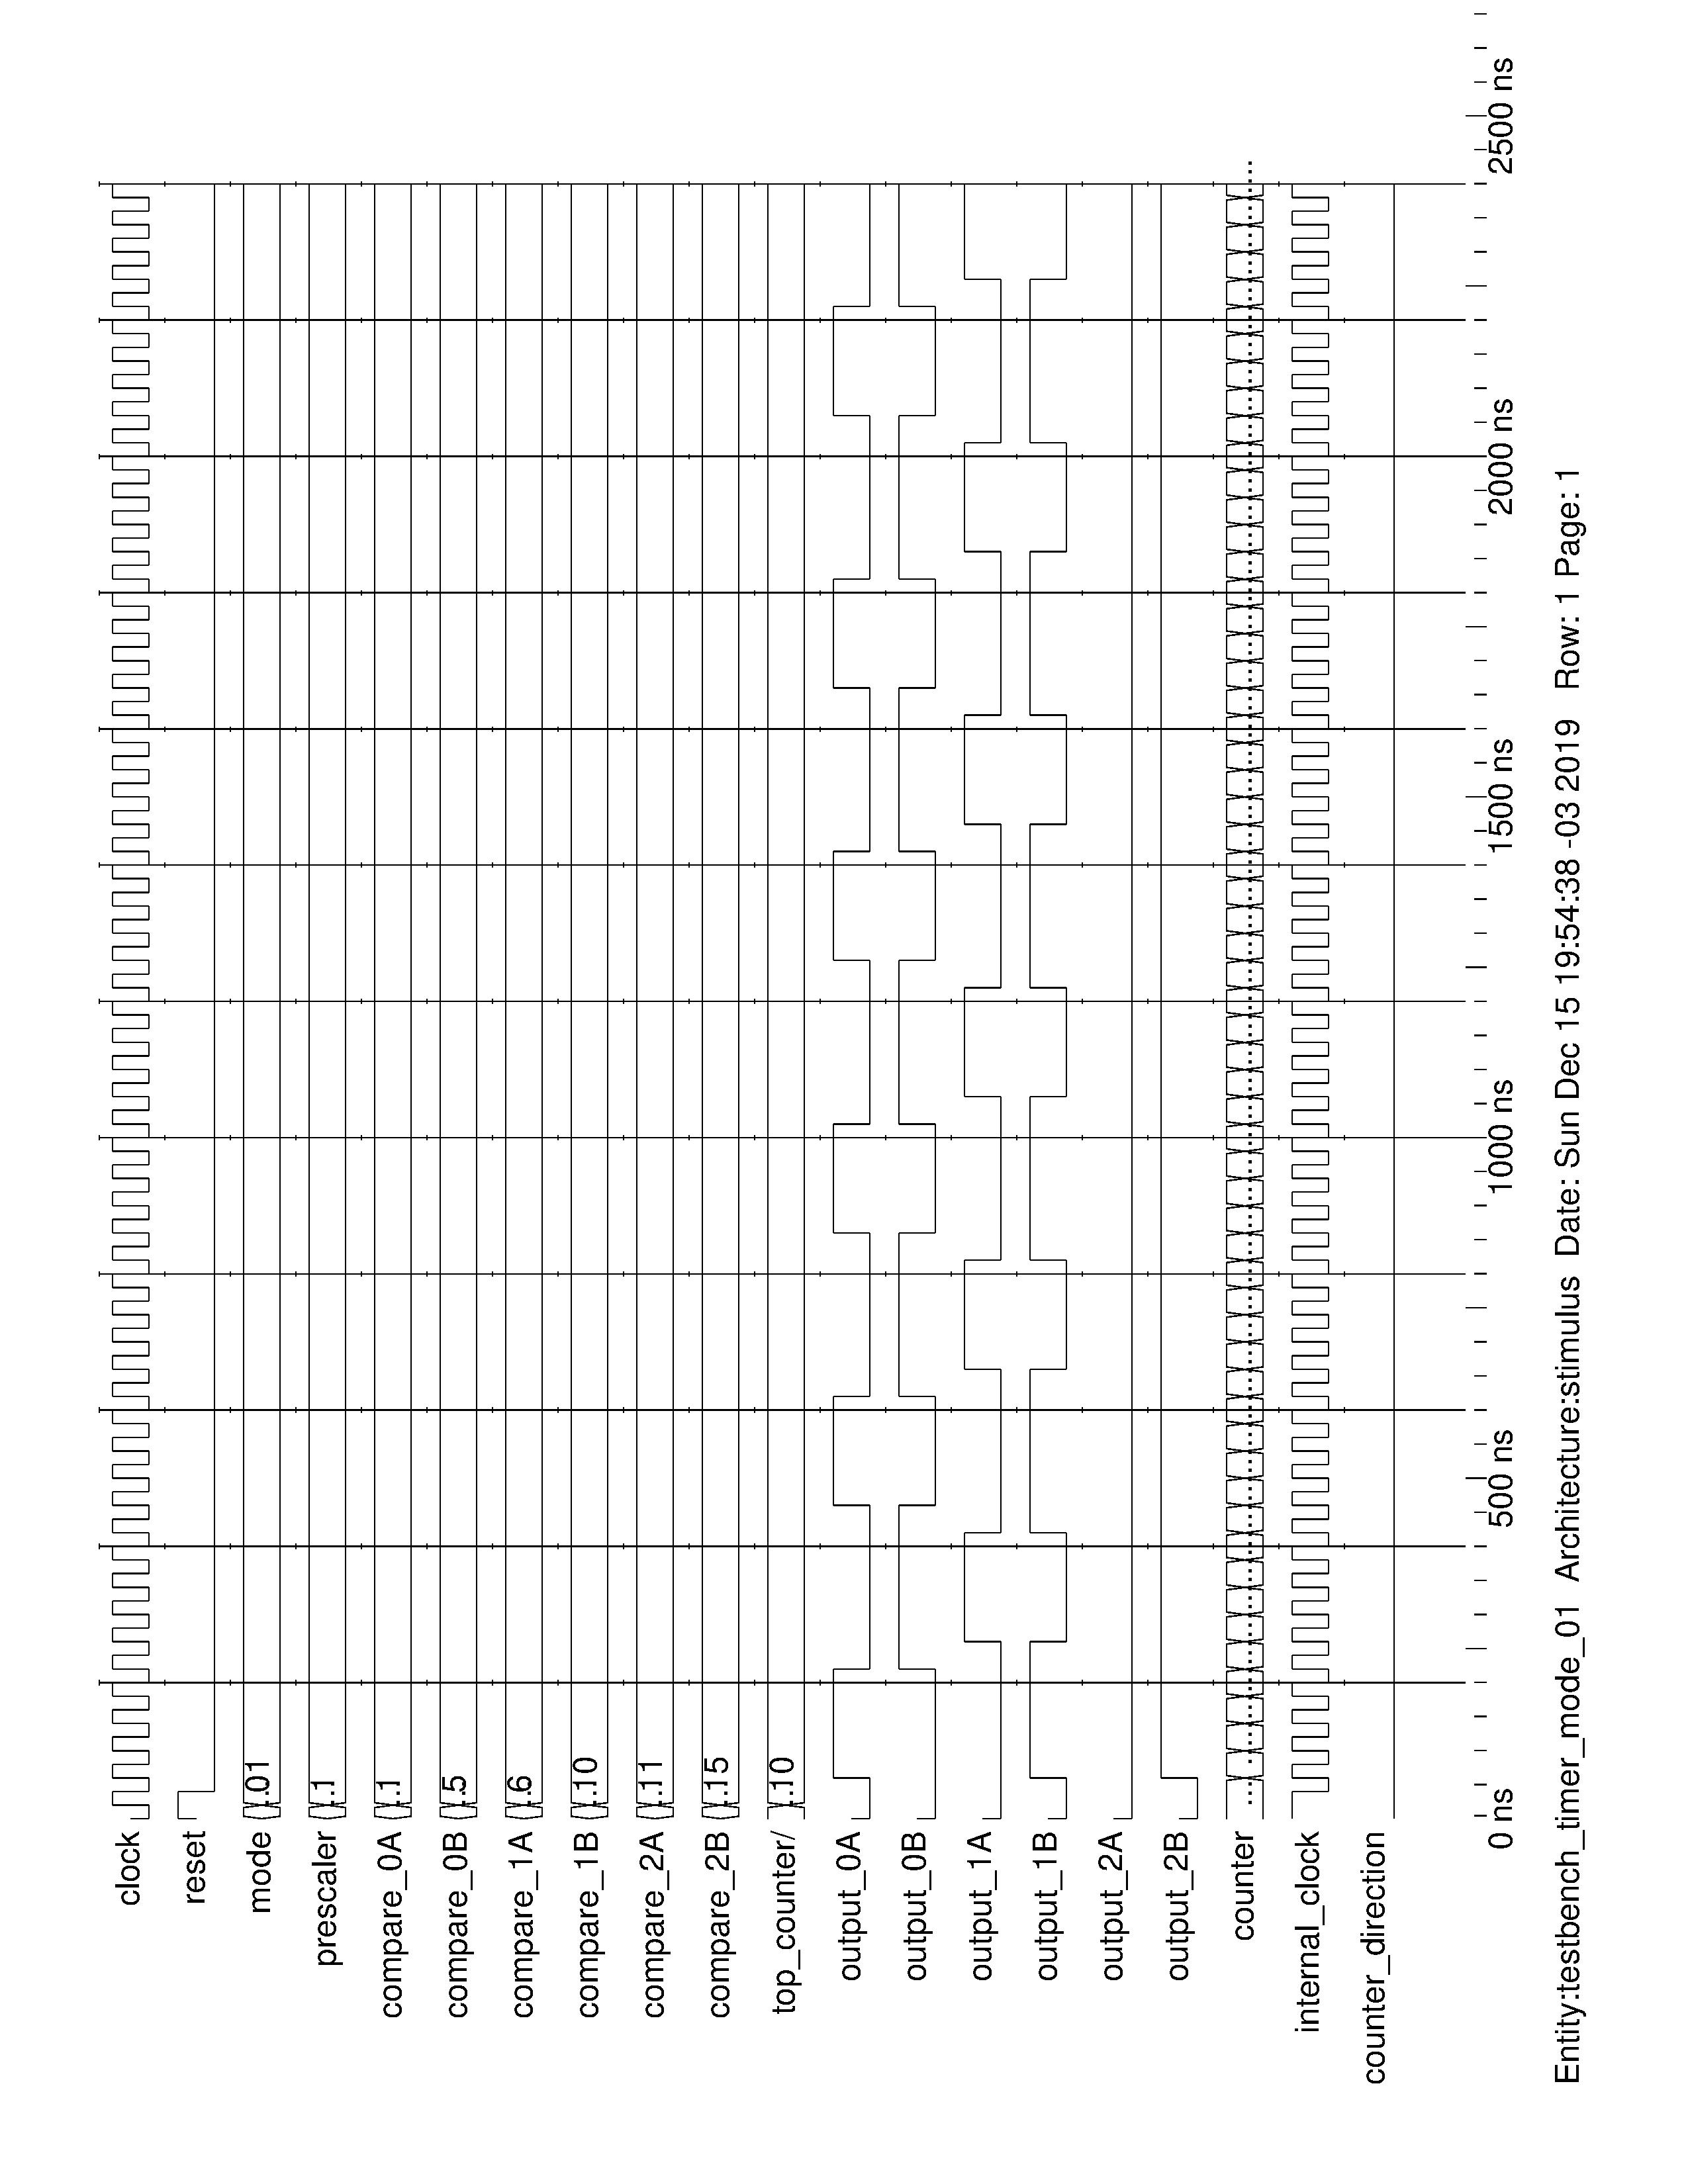 clock
reset
mode ..01
prescaler ..1
compare_0A ..1
compare_0B ..5
compare_1A ..6
compare_1B ..10
compare_2A ..11
compare_2B ..15
top_counter/ ..10
output_0A
output_0B
output_1A
output_1B
output_2A
output_2B
counter
internal_clock
counter_direction
0 ns 500 ns 1000 ns 1500 ns 2000 ns 2500 ns
Entity:testbench_timer_mode_01 Architecture:stimulus Date: Sun Dec 15 19:54:38 -03 2019 Row: 1 Page: 1